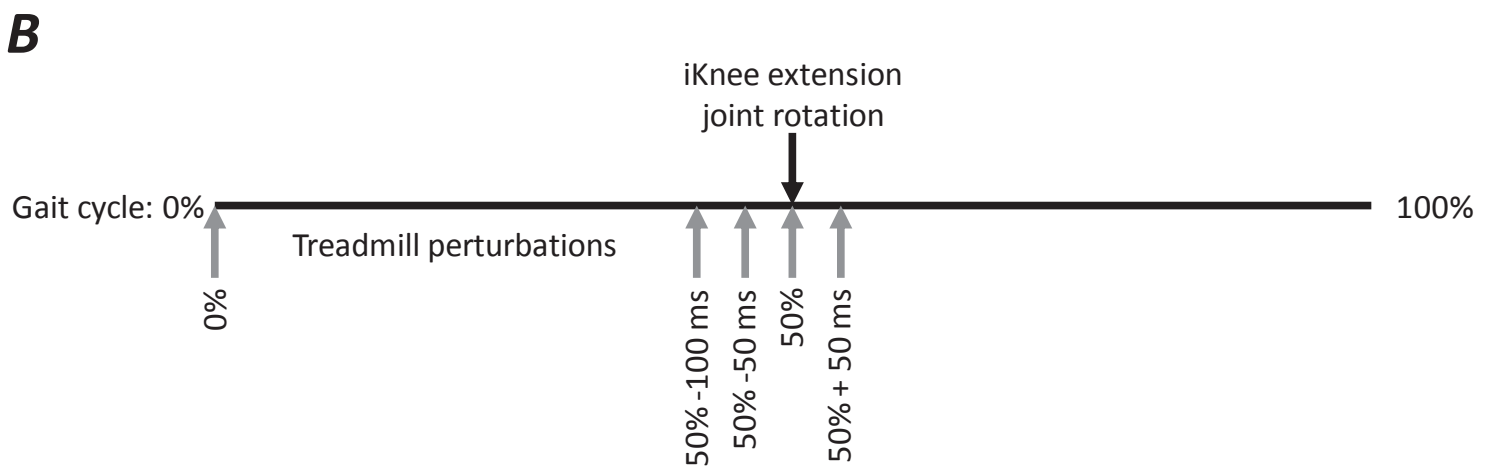 B
iKnee extension
joint rotation
Gait cycle: 0%
100%
Treadmill perturbations
0%
50% -100 ms
50% -50 ms
50%
50% + 50 ms